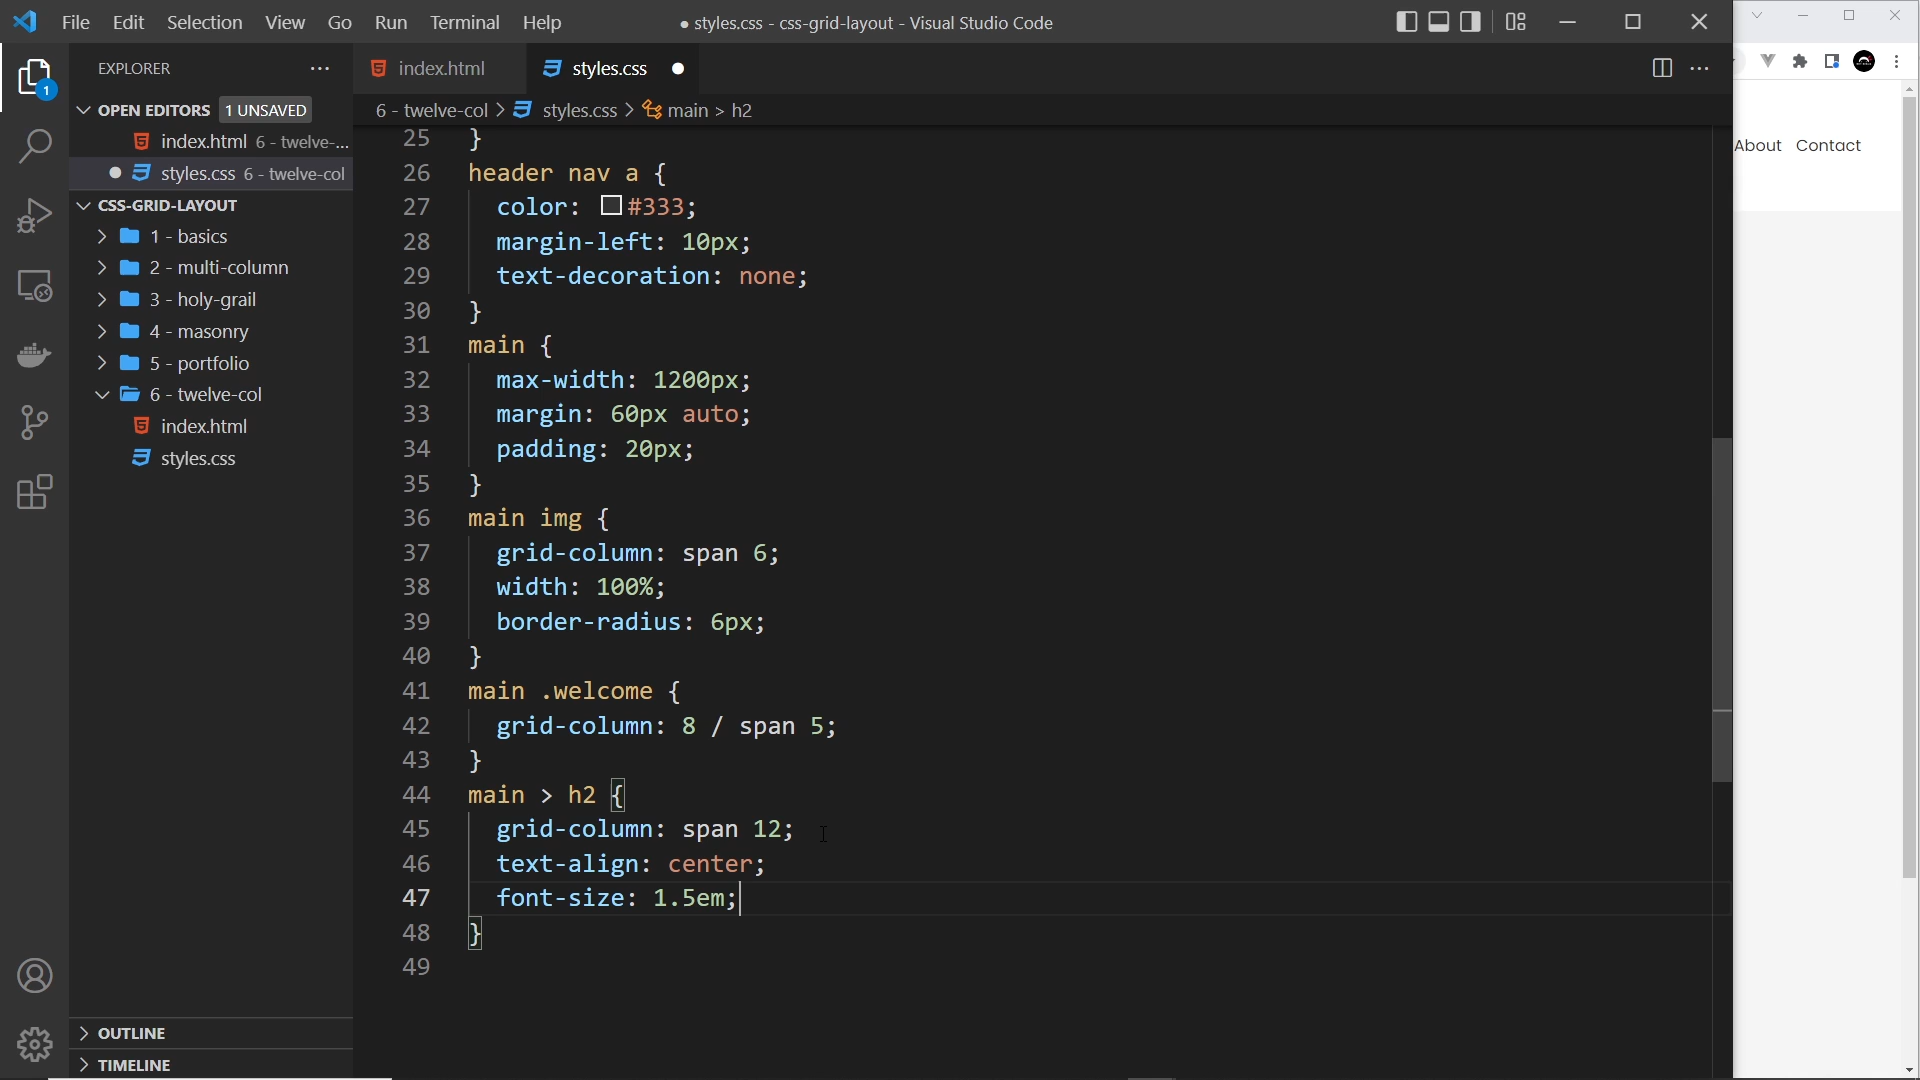 File Edit Selection View Go Run Terminal Help
● styles.css - css-grid-layout - Visual Studio Code
EXPLORER
index.html
styles.css
OPEN EDITORS 1 UNSAVED
index.html 6 - twelve-...
styles.css 6 - twelve-col
CSS-GRID-LAYOUT
1 - basics
2 - multi-column
3 - holy-grail
4 - masonry
5 - portfolio
6 - twelve-col
index.html
styles.css
OUTLINE
TIMELINE
1
6 - twelve-col > styles.css > main > h2
25 }
26 header nav a {
27 color: #333;
28 margin-left: 10px;
29 text-decoration: none;
30 }
31 main {
32 max-width: 1200px;
33 margin: 60px auto;
34 padding: 20px;
35 }
36 main img {
37 grid-column: span 6;
38 width: 100%;
39 border-radius: 6px;
40 }
41 main .welcome {
42 grid-column: 8 / span 5;
43 }
44 main > h2 {
45 grid-column: span 12;
46 text-align: center;
47 font-size: 1.5em;
48 }
49
About Contact